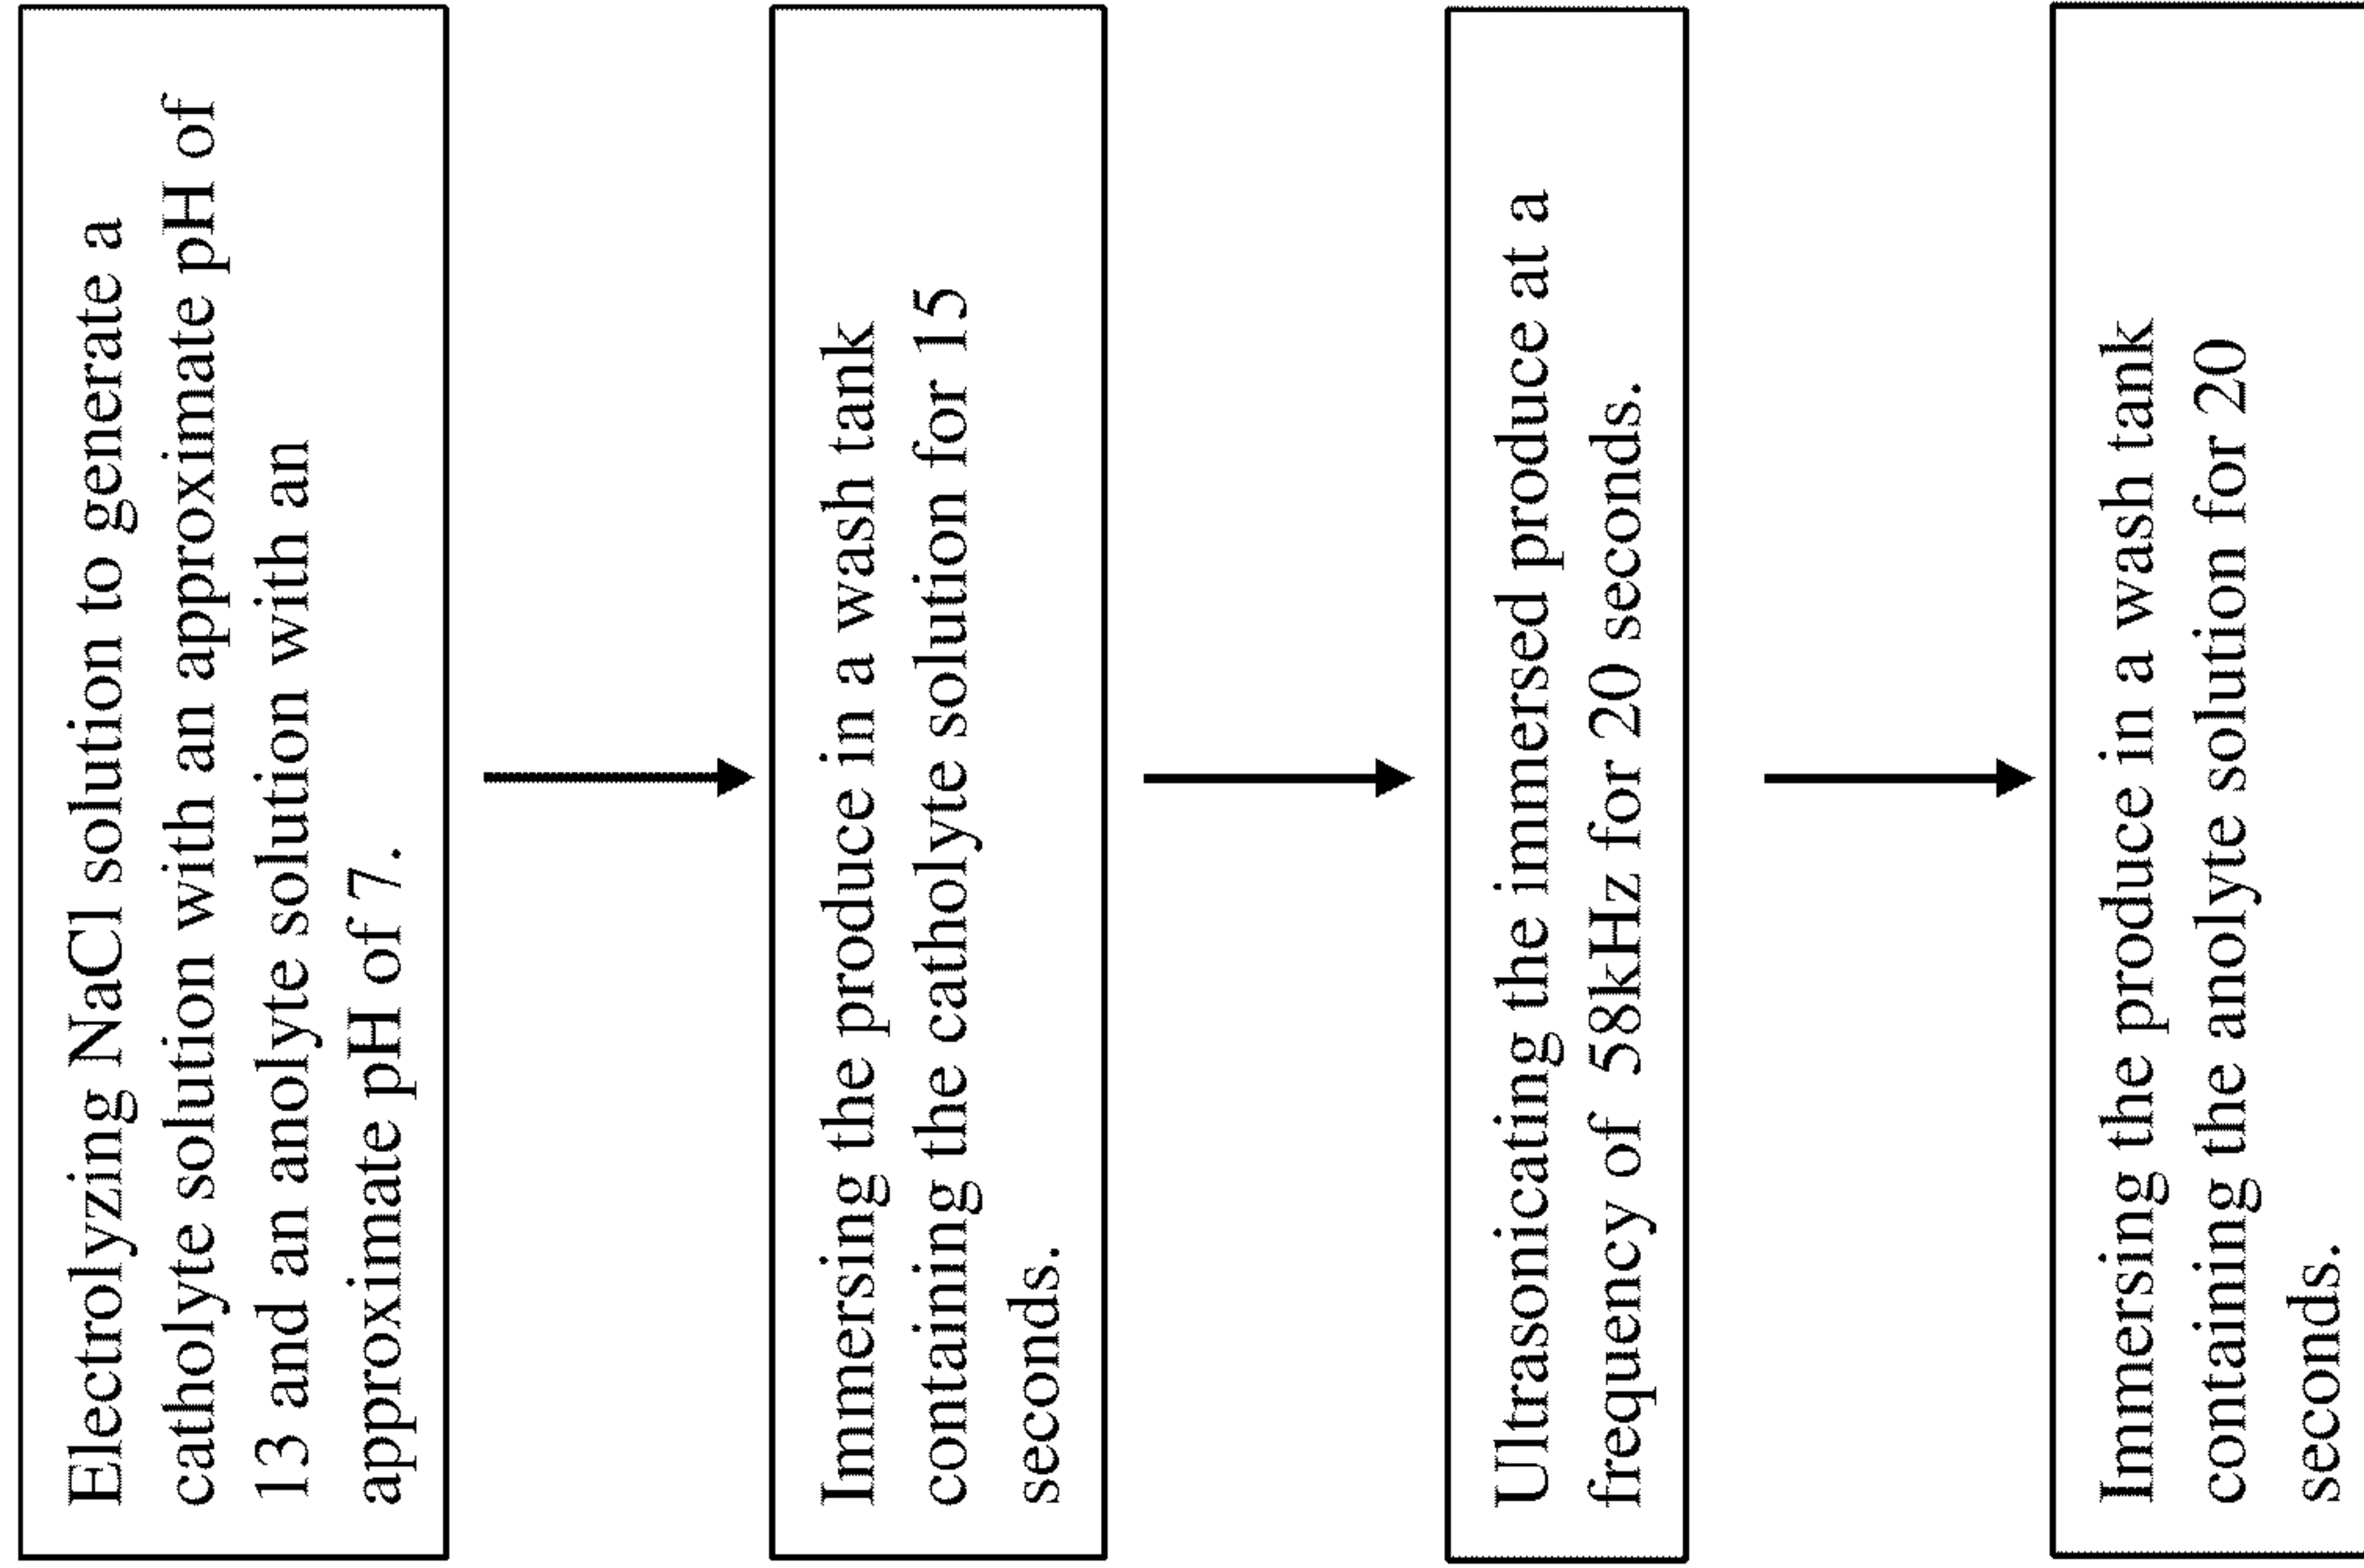 Electrolyzing NaCl solution to generate a
catholyte solution with an approximate pH of
13 and an anolyte solution with an
approximate pH of 7.
Immersing the produce in a wash tank
containing the catholyte solution for 15
seconds.
Ultrasonicating the immersed produce at a
frequency of 58kHz for 20 seconds.
Immersing the produce in a wash tank
containing the anolyte solution for 20
seconds.